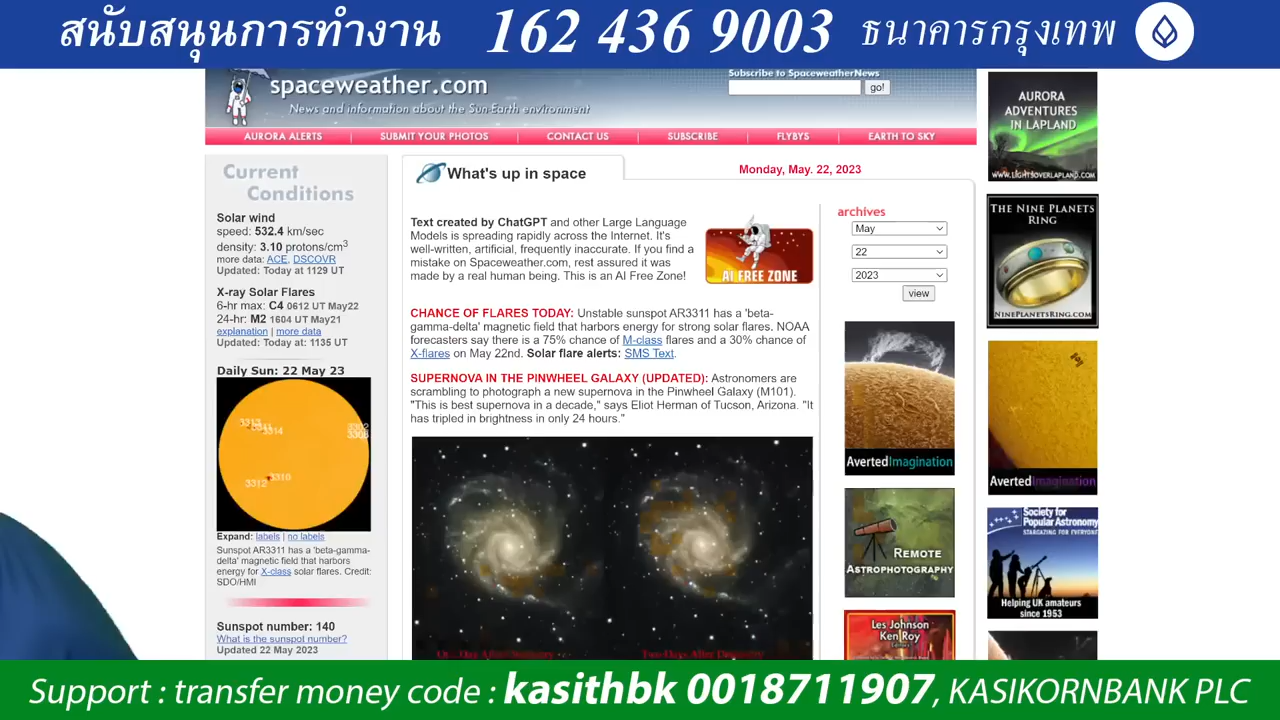 สนับสนุนการทำงาน 162 436 9003 ธนาคารกรุงเทพ
spaceweather.com
News and information about the Sun Earth environment
Subscribe to SpaceweatherNews
go!
AURORA ALERTS | SUBMIT YOUR PHOTOS | CONTACT US | SUBSCRIBE | FLYBYS | EARTH TO SKY
Current
Conditions
Solar wind
speed: 532.4 km/sec
density: 3.10 protons/cm3
more data: ACE, DSCOVR
Updated: Today at 1129 UT
X-ray Solar Flares
6-hr max: C4 0612 UT May22
24-hr: M2 1604 UT May21
explanation | more data
Updated: Today at: 1135 UT
Daily Sun: 22 May 23
3314
3310
3312
Expand: labels | no labels
Sunspot AR3311 has a 'beta-gamma-
delta' magnetic field that harbors
energy for X-class solar flares. Credit:
SDO/HMI
Sunspot number: 140
What is the sunspot number?
Updated 22 May 2023
What's up in space
Monday, May. 22, 2023
Text created by ChatGPT and other Large Language
Models is spreading rapidly across the Internet. It's
well-written, artificial, frequently inaccurate. If you find a
mistake on Spaceweather.com, rest assured it was
made by a real human being. This is an AI Free Zone!
AI FREE ZONE
CHANCE OF FLARES TODAY: Unstable sunspot AR3311 has a 'beta-
gamma-delta' magnetic field that harbors energy for strong solar flares. NOAA
forecasters say there is a 75% chance of M-class flares and a 30% chance of
X-flares on May 22nd. Solar flare alerts: SMS Text.
SUPERNOVA IN THE PINWHEEL GALAXY (UPDATED): Astronomers are
scrambling to photograph a new supernova in the Pinwheel Galaxy (M101).
"This is best supernova in a decade," says Eliot Herman of Tucson, Arizona. "It
has tripled in brightness in only 24 hours."
archives
May
22
2023
view
AvertedImagination
REMOTE
ASTROPHOTOGRAPHY
Les Johnson
Ken Roy
AURORA
ADVENTURES
IN LAPLAND
WWW.LIGHTSOVERLAPLAND.COM
THE NINE PLANETS
RING
NINEPLANETSRING.COM
AvertedImagination
Society for
Popular Astronomy
STARGAZING FOR EVERYONE
Helping UK amateurs
since 1953
Support : transfer money code : kasithbk 0018711907, KASIKORNBANK PLC